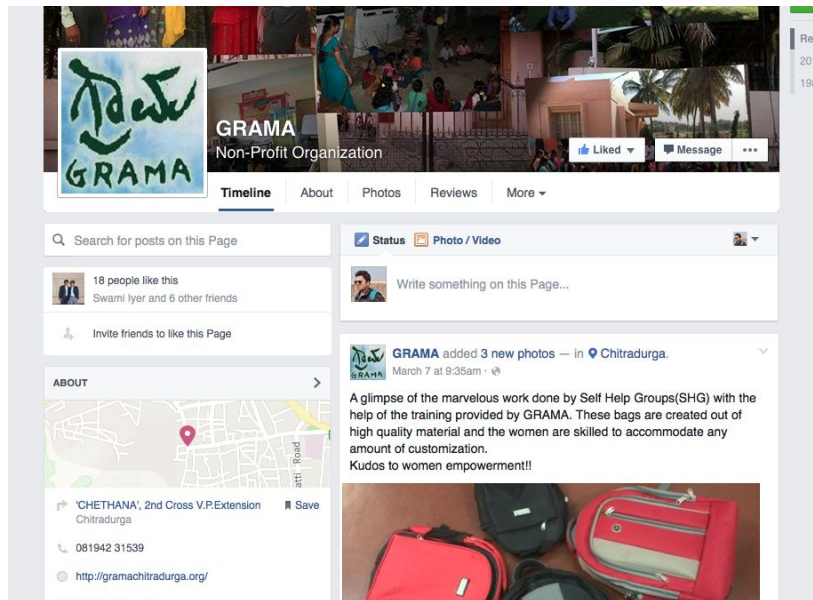 ಗ್ರಾಮ
GRAMA
GRAMA
Non-Profit Organization
Liked
Message
Timeline
About
Photos
Reviews
More
Search for posts on this Page
18 people like this
Swami Iyer and 6 other friends
Invite friends to like this Page
ABOUT
atti Road
'CHETHANA', 2nd Cross V.P.Extension
Save
Chitradurga
081942 31539
http://gramachitradurga.org/
Status
Photo / Video
Write something on this Page...
GRAMA added 3 new photos — in Chitradurga.
March 7 at 9:35am ·
A glimpse of the marvelous work done by Self Help Groups(SHG) with the
help of the training provided by GRAMA. These bags are created out of
high quality material and the women are skilled to accommodate any
amount of customization.
Kudos to women empowerment!!
Re
20
198